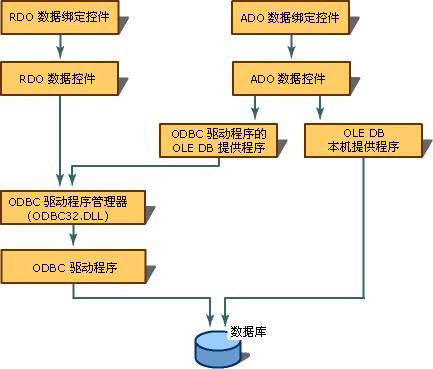 RDO 数据绑定控件
ADO 数据绑定控件
RDO 数据控件
ADO 数据控件
ODBC 驱动程序的
OLE DB 提供程序
OLE DB
本机提供程序
ODBC 驱动程序管理器
(ODBC32.DLL)
ODBC 驱动程序
数据库